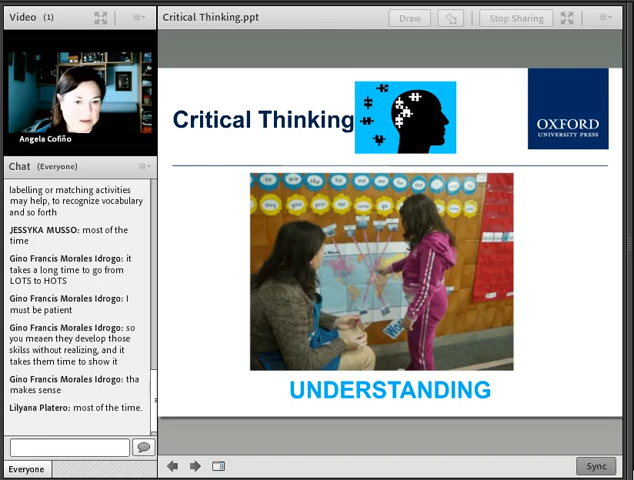 Video (1)
Angela Cofiño
Chat (Everyone)
labelling or matching activities
may help, to recognize vocabulary
and so forth
JESSYKA MUSSO: most of the
time
Gino Francis Morales Idrogo: it
takes a long time to go from
LOTS to HOTS
Gino Francis Morales Idrogo: I
must be patient
Gino Francis Morales Idrogo: so
you meaen they develop those
skilss without realizing, and it
takes them time to show it
Gino Francis Morales Idrogo: tha
makes sense
Lilyana Platero: most of the time.
Everyone
Critical Thinking.ppt
Draw
Stop Sharing
Critical Thinking
OXFORD
UNIVERSITY PRESS
UNDERSTANDING
Sync